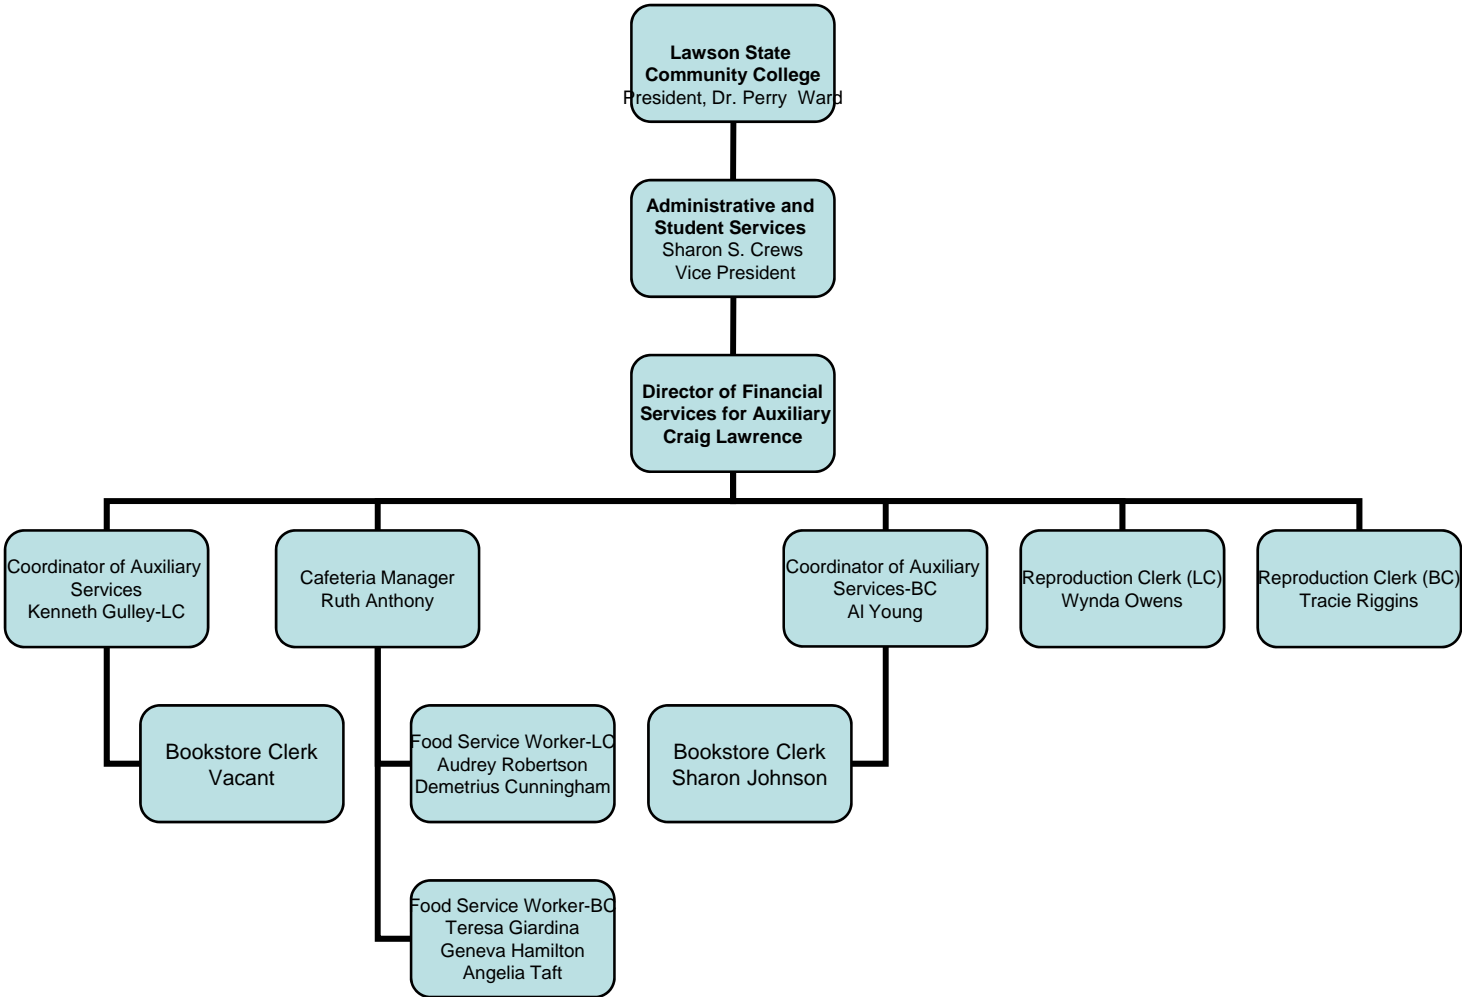 Lawson State
Community College
President, Dr. Perry Ward
Administrative and
Student Services
Sharon S. Crews
Vice President
Director of Financial
Services for Auxiliary
Craig Lawrence
Coordinator of Auxiliary
Services
Kenneth Gulley-LC
Cafeteria Manager
Ruth Anthony
Coordinator of Auxiliary
Services-BC
Al Young
Reproduction Clerk (LC)
Wynda Owens
Reproduction Clerk (BC)
Tracie Riggins
Bookstore Clerk
Vacant
Food Service Worker-LC
Audrey Robertson
Demetrius Cunningham
Bookstore Clerk
Sharon Johnson
Food Service Worker-BC
Teresa Giardina
Geneva Hamilton
Angelia Taft